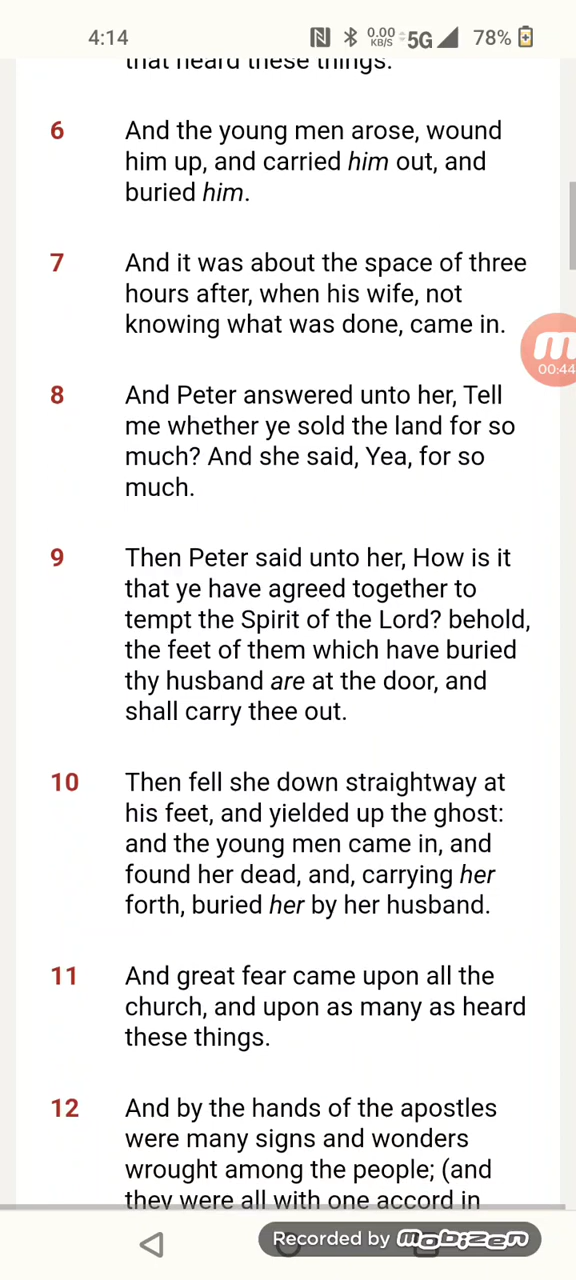 4:14 0.00 KB/S 5G 78%
that heard these things.
6 And the young men arose, wound
him up, and carried him out, and
buried him.
7 And it was about the space of three
hours after, when his wife, not
knowing what was done, came in.
8 And Peter answered unto her, Tell
me whether ye sold the land for so
much? And she said, Yea, for so
much.
9 Then Peter said unto her, How is it
that ye have agreed together to
tempt the Spirit of the Lord? behold,
the feet of them which have buried
thy husband are at the door, and
shall carry thee out.
10 Then fell she down straightway at
his feet, and yielded up the ghost:
and the young men came in, and
found her dead, and, carrying her
forth, buried her by her husband.
11 And great fear came upon all the
church, and upon as many as heard
these things.
12 And by the hands of the apostles
were many signs and wonders
wrought among the people; (and
they were all with one accord in
m
00:44
Recorded by mobizen